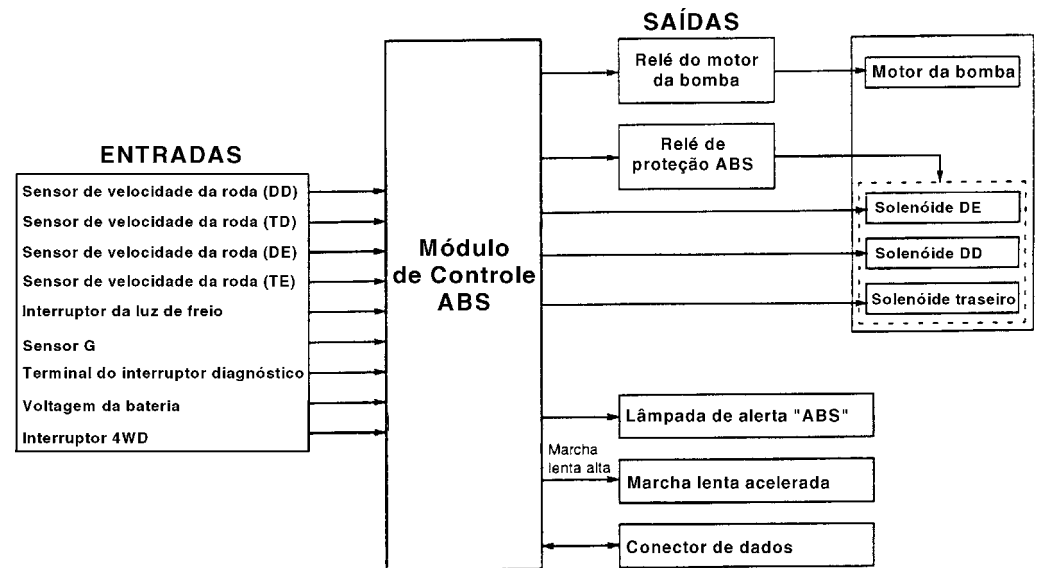 ENTRADAS
Sensor de velocidade da roda (DD)
Sensor de velocidade da roda (TD)
Sensor de velocidade da roda (DE)
Sensor de velocidade da roda (TE)
Interruptor da luz de freio
Sensor G
Terminal do interruptor diagnóstico
Voltagem da bateria
Interruptor 4WD
Módulo
de Controle
ABS
SAÍDAS
Relé do motor
da bomba
Motor da bomba
Relé de
proteção ABS
Solenóide DE
Solenóide DD
Solenóide traseiro
Lâmpada de alerta "ABS"
Marcha
lenta alta
Marcha lenta acelerada
Conector de dados